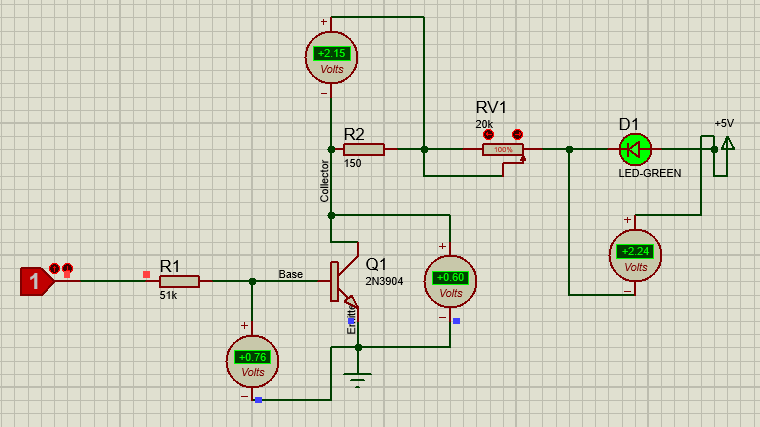 +
+2.15
Volts
−
RV1
20k
100%
R2
150
D1
LED-GREEN
+5V
Collector
+
+2.24
Volts
−
1
R1
51k
Base
Q1
2N3904
Emitte
+
+0.60
Volts
−
+
+0.76
Volts
−